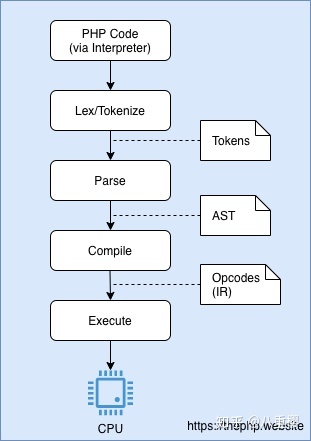 PHP Code
(via Interpreter)
Lex/Tokenize
Tokens
Parse
AST
Compile
Opcodes
(IR)
Execute
CPU
https://thephp.website
知乎